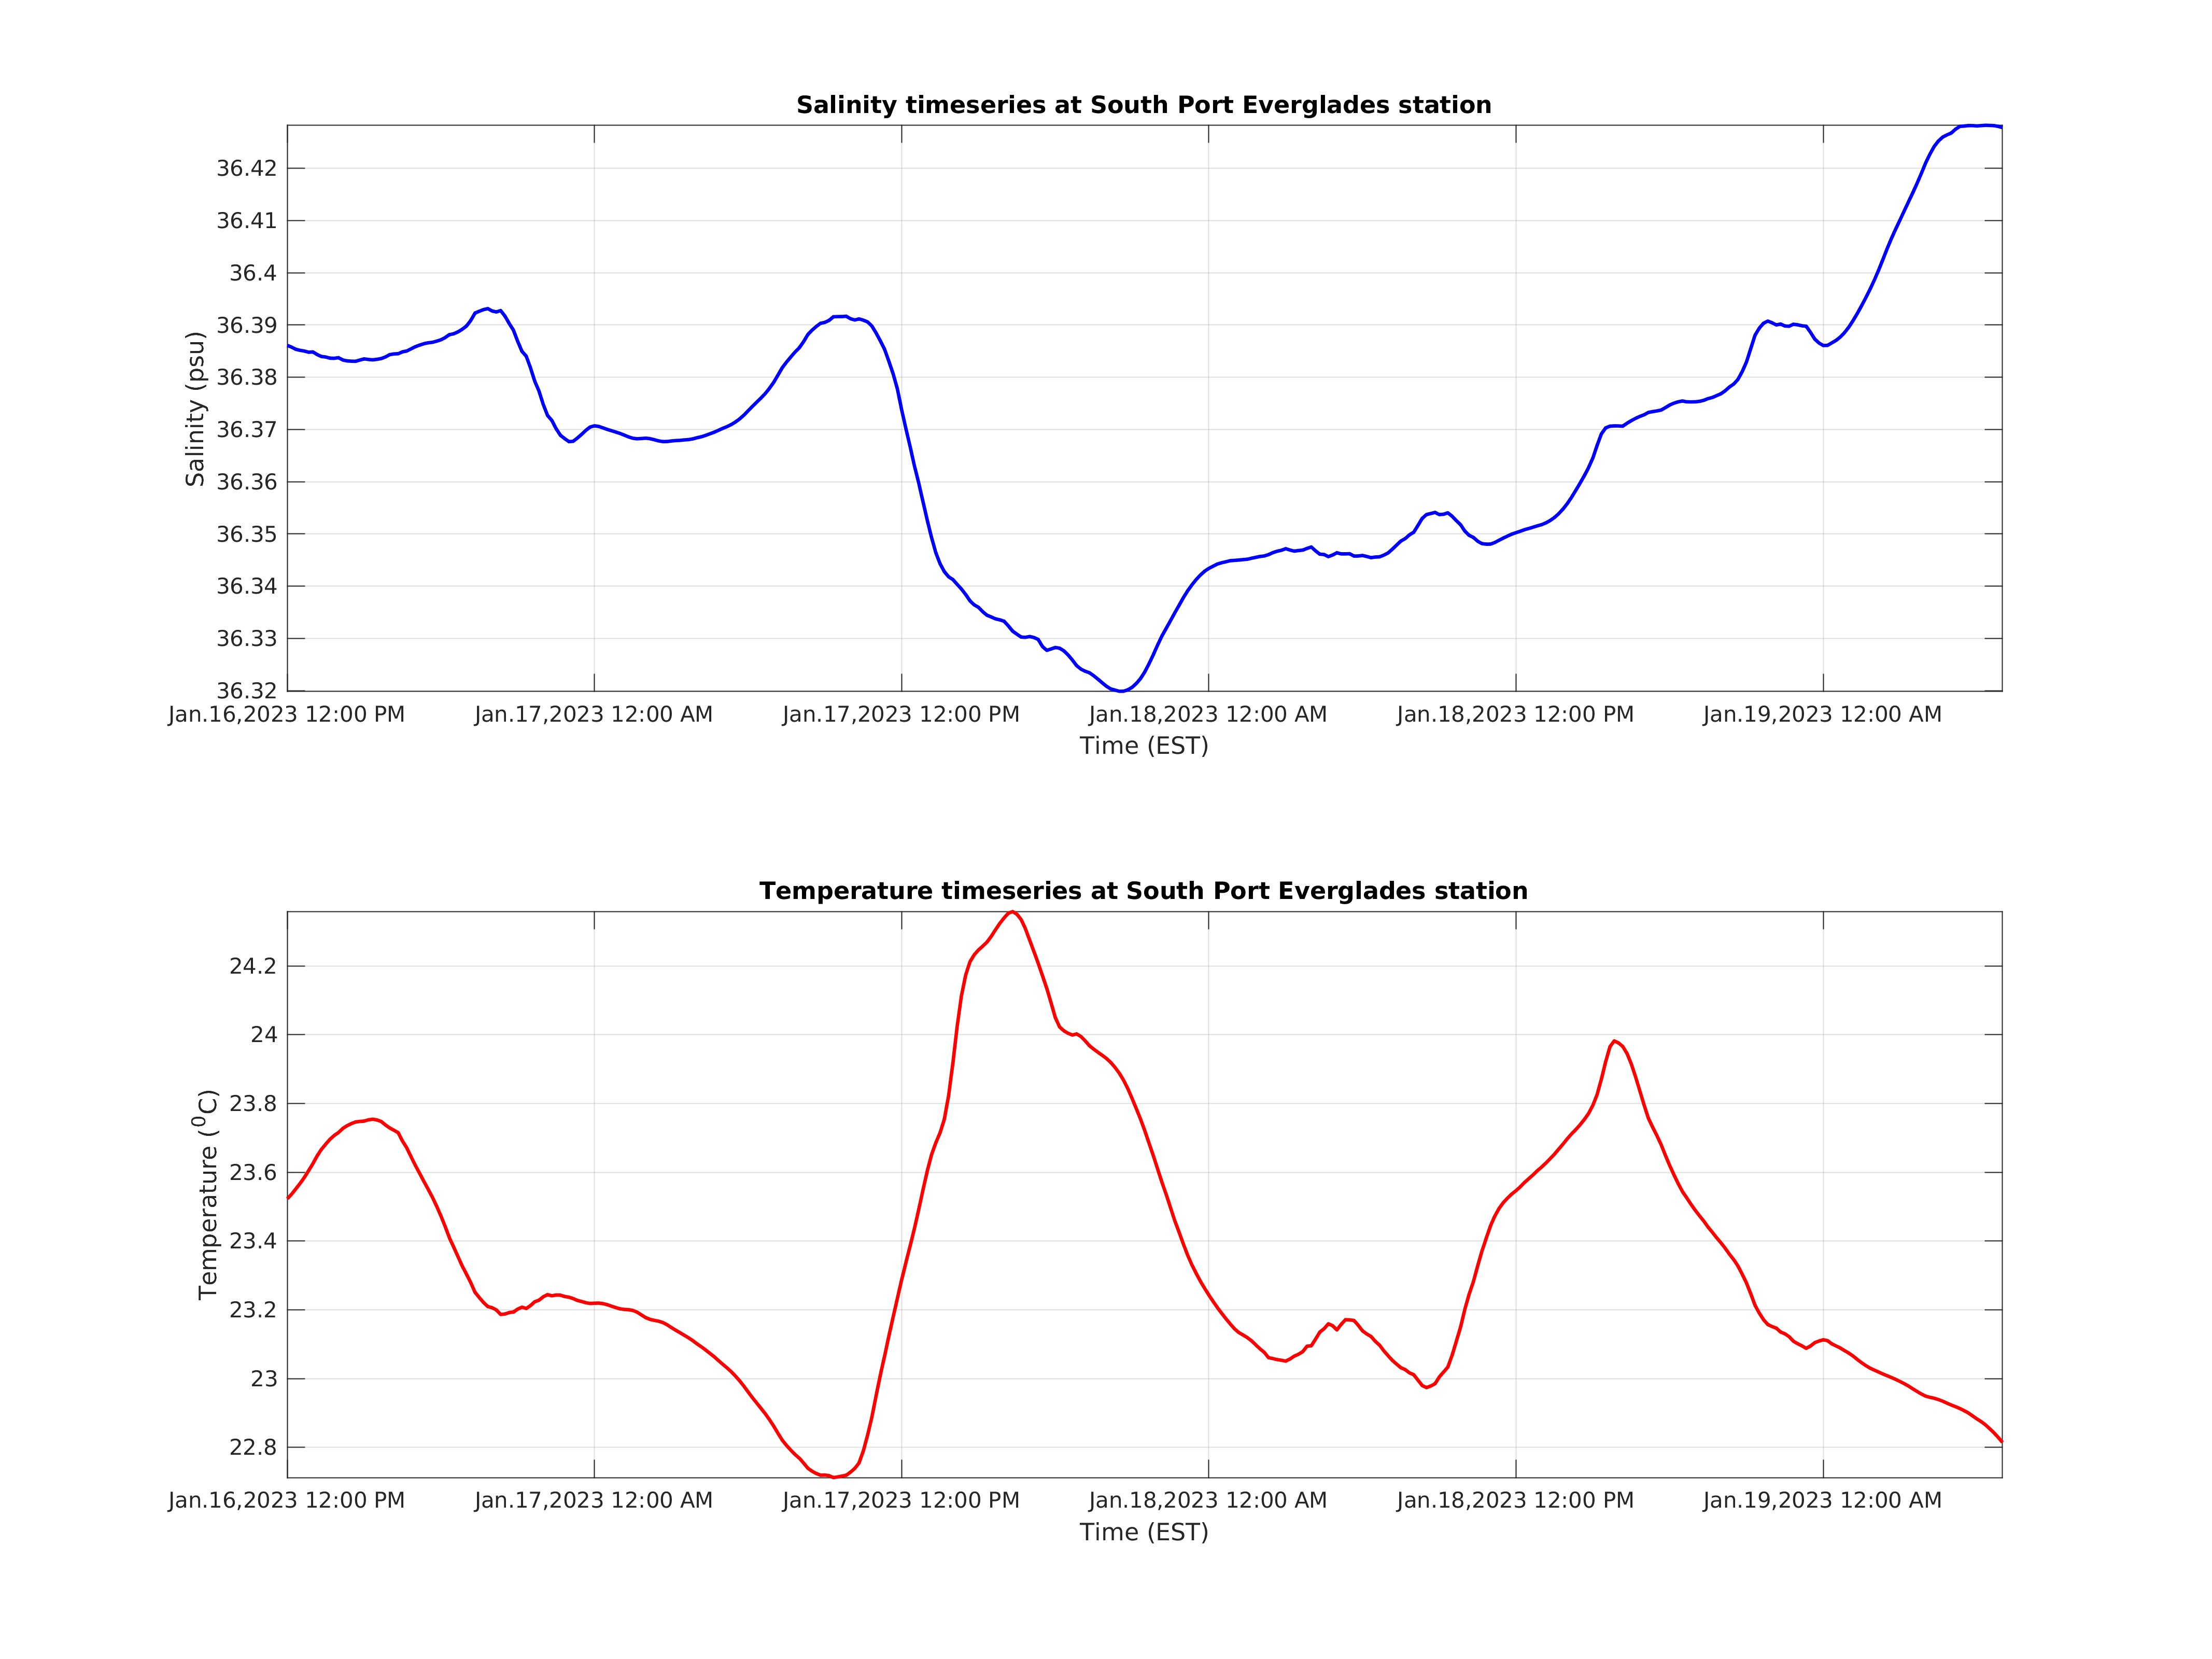 Salinity timeseries at South Port Everglades station
36.42
36.41
36.4
36.39
36.38
36.37
36.36
36.35
36.34
36.33
36.32
Salinity (psu)
Jan.16,2023 12:00 PM Jan.17,2023 12:00 AM Jan.17,2023 12:00 PM Jan.18,2023 12:00 AM Jan.18,2023 12:00 PM Jan.19,2023 12:00 AM
Time (EST)
Temperature timeseries at South Port Everglades station
24.2
24
23.8
23.6
23.4
23.2
23
22.8
Temperature (⁰C)
Jan.16,2023 12:00 PM Jan.17,2023 12:00 AM Jan.17,2023 12:00 PM Jan.18,2023 12:00 AM Jan.18,2023 12:00 PM Jan.19,2023 12:00 AM
Time (EST)